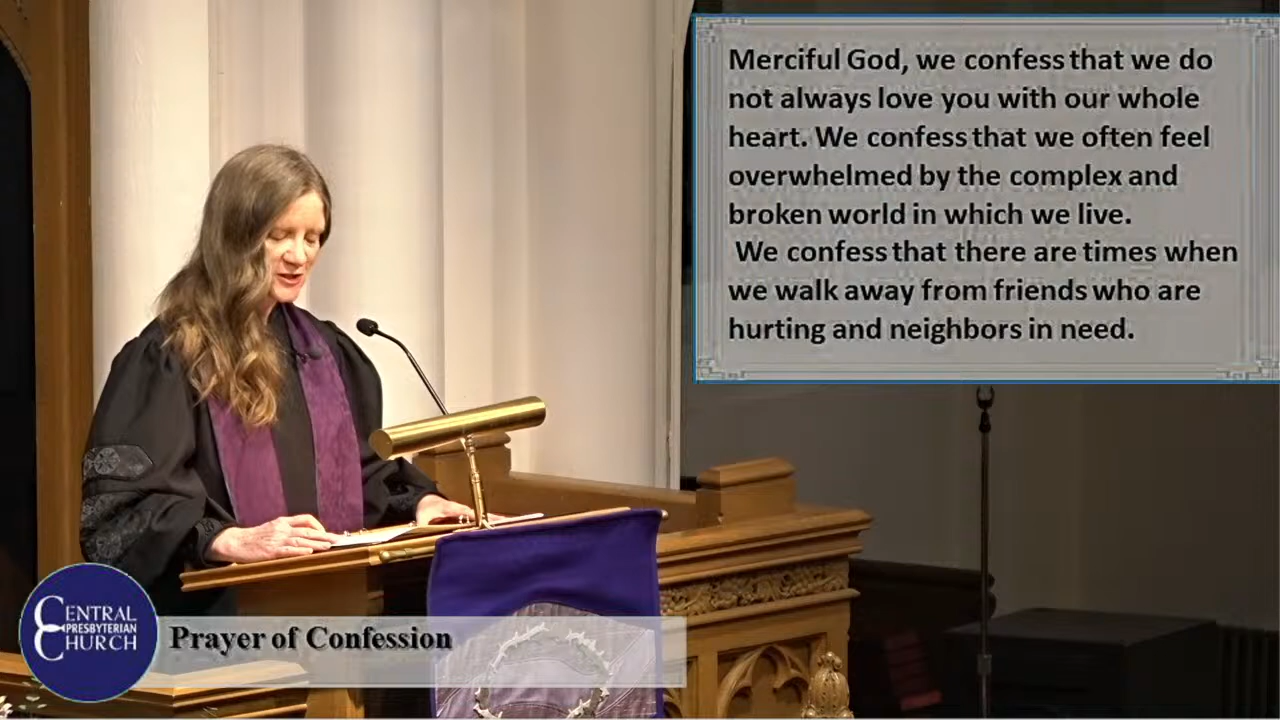 Merciful God, we confess that we do
not always love you with our whole
heart. We confess that we often feel
overwhelmed by the complex and
broken world in which we live.
We confess that there are times when
we walk away from friends who are
hurting and neighbors in need.
CENTRAL
PRESBYTERIAN
CHURCH
Prayer of Confession